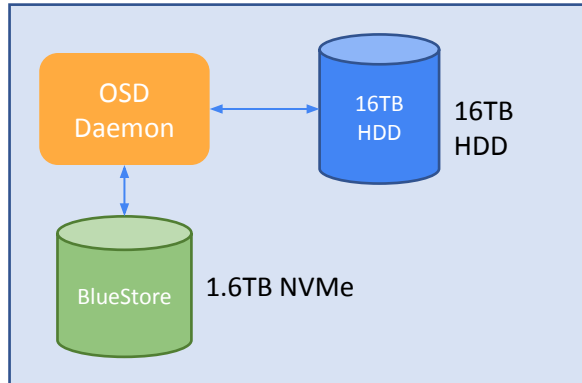 OSD
Daemon
16TB
HDD
16TB
HDD
BlueStore
1.6TB NVMe